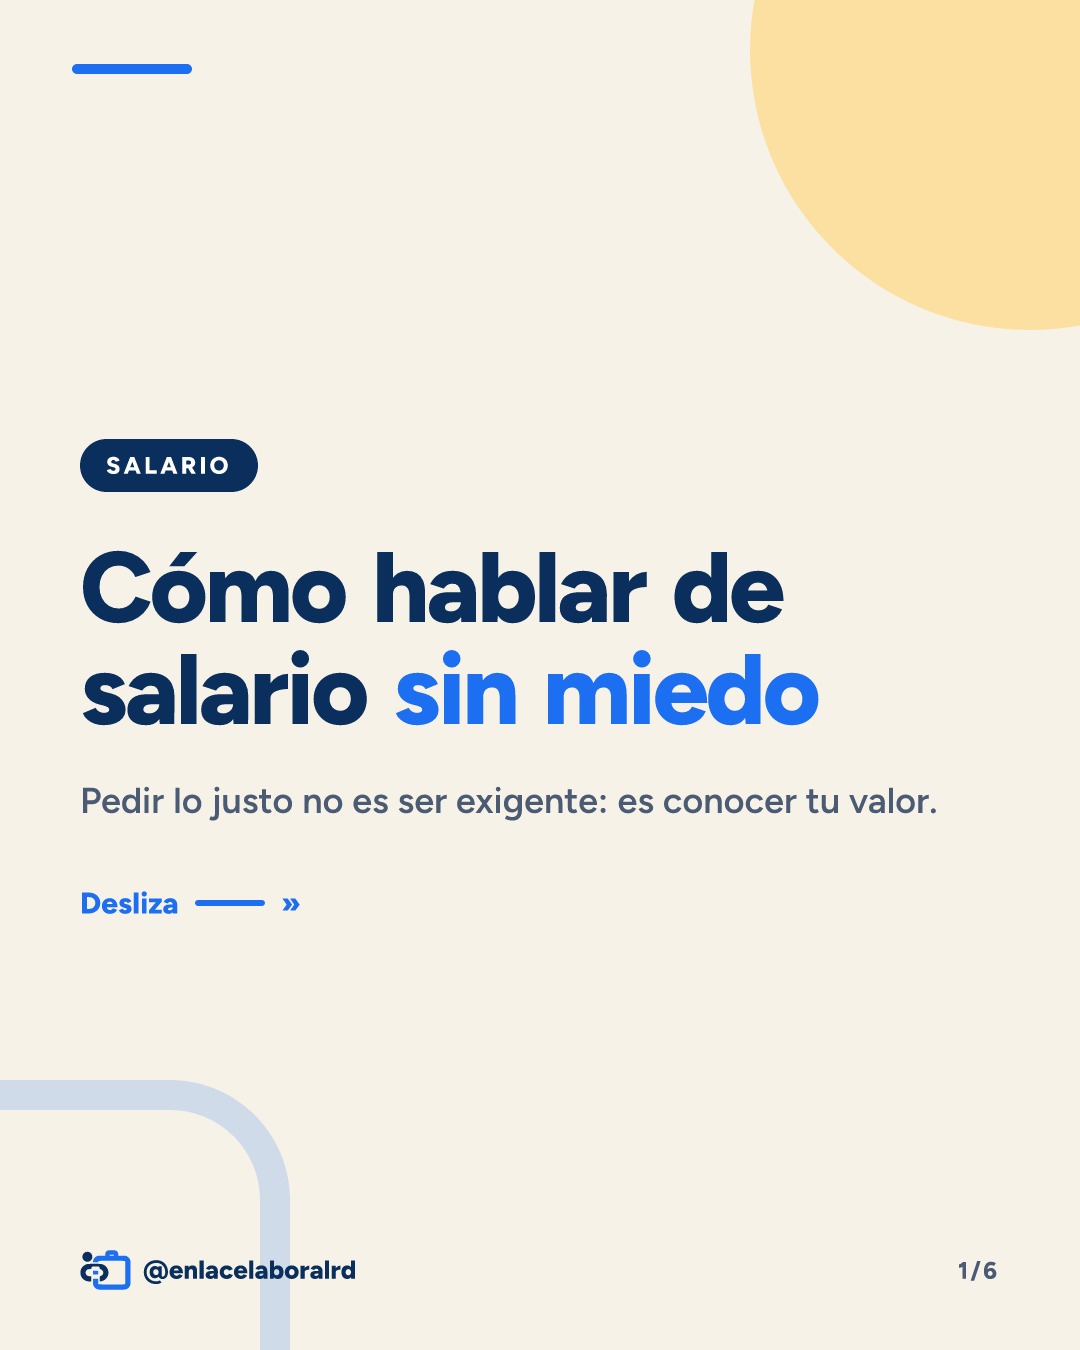 SALARIO
Cómo hablar de
salario sin miedo
Pedir lo justo no es ser exigente: es conocer tu valor.
Desliza »
@enlacelaboralrd
1/6